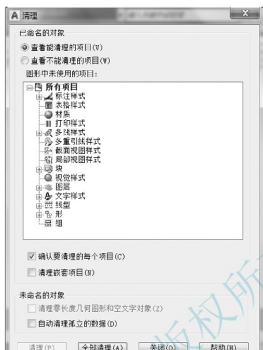 清理
已命名的对象
查看能清理的项目(V)
查看不能清理的项目(W)
图形中未使用的项目:
所有项目
标注样式
表格样式
材质
打印样式
多线样式
多重引线样式
截面视图样式
局部视图样式
块
视觉样式
图层
文字样式
线型
形
组
确认要清理的每个项目(C)
清理嵌套项目(N)
未命名的对象
清理零长度几何图形和空文字对象(Z)
自动清理孤立的数据(D)
清理(P) 全部清理(A) 关闭(O) 帮助(H)